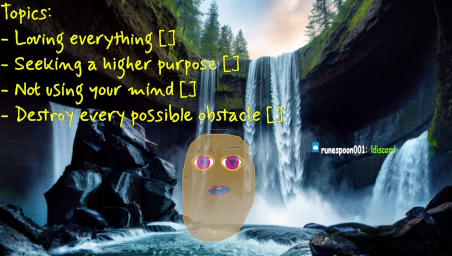 Topics:
- Loving everything []
- Seeking a higher purpose []
- Not using your mind []
- Destroy every possible obstacle []
runespoon001: !discord